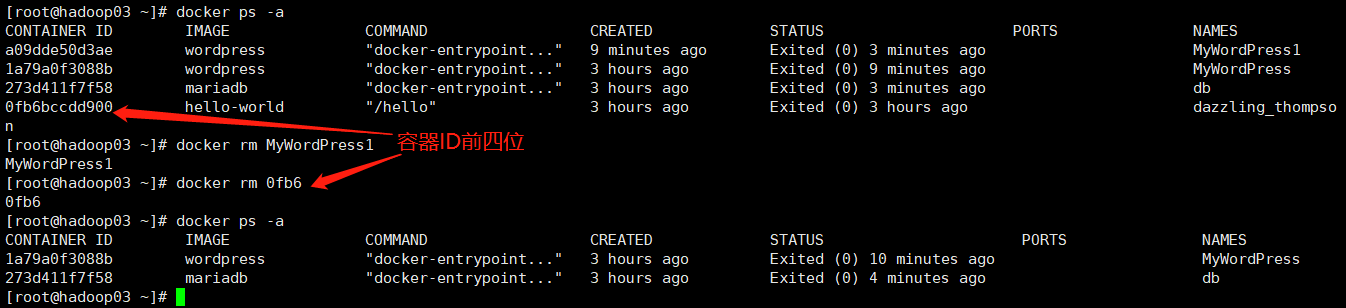 [root@hadoop03 ~]# docker ps -a
CONTAINER ID        IMAGE               COMMAND                  CREATED             STATUS                     PORTS               NAMES
a09dde50d3ae        wordpress           "docker-entrypoint..."   9 minutes ago       Exited (0) 3 minutes ago                       MyWordPress1
1a79a0f3088b        wordpress           "docker-entrypoint..."   3 hours ago         Exited (0) 9 minutes ago                       MyWordPress
273d411f7f58        mariadb             "docker-entrypoint..."   3 hours ago         Exited (0) 3 minutes ago                       db
0fb6bccdd900        hello-world         "/hello"                 3 hours ago         Exited (0) 3 hours ago                         dazzling_thompso
n
[root@hadoop03 ~]# docker rm MyWordPress1
容器ID前四位
MyWordPress1
[root@hadoop03 ~]# docker rm 0fb6
0fb6
[root@hadoop03 ~]# docker ps -a
CONTAINER ID        IMAGE               COMMAND                  CREATED             STATUS                      PORTS               NAMES
1a79a0f3088b        wordpress           "docker-entrypoint..."   3 hours ago         Exited (0) 10 minutes ago                       MyWordPress
273d411f7f58        mariadb             "docker-entrypoint..."   3 hours ago         Exited (0) 4 minutes ago                        db
[root@hadoop03 ~]#